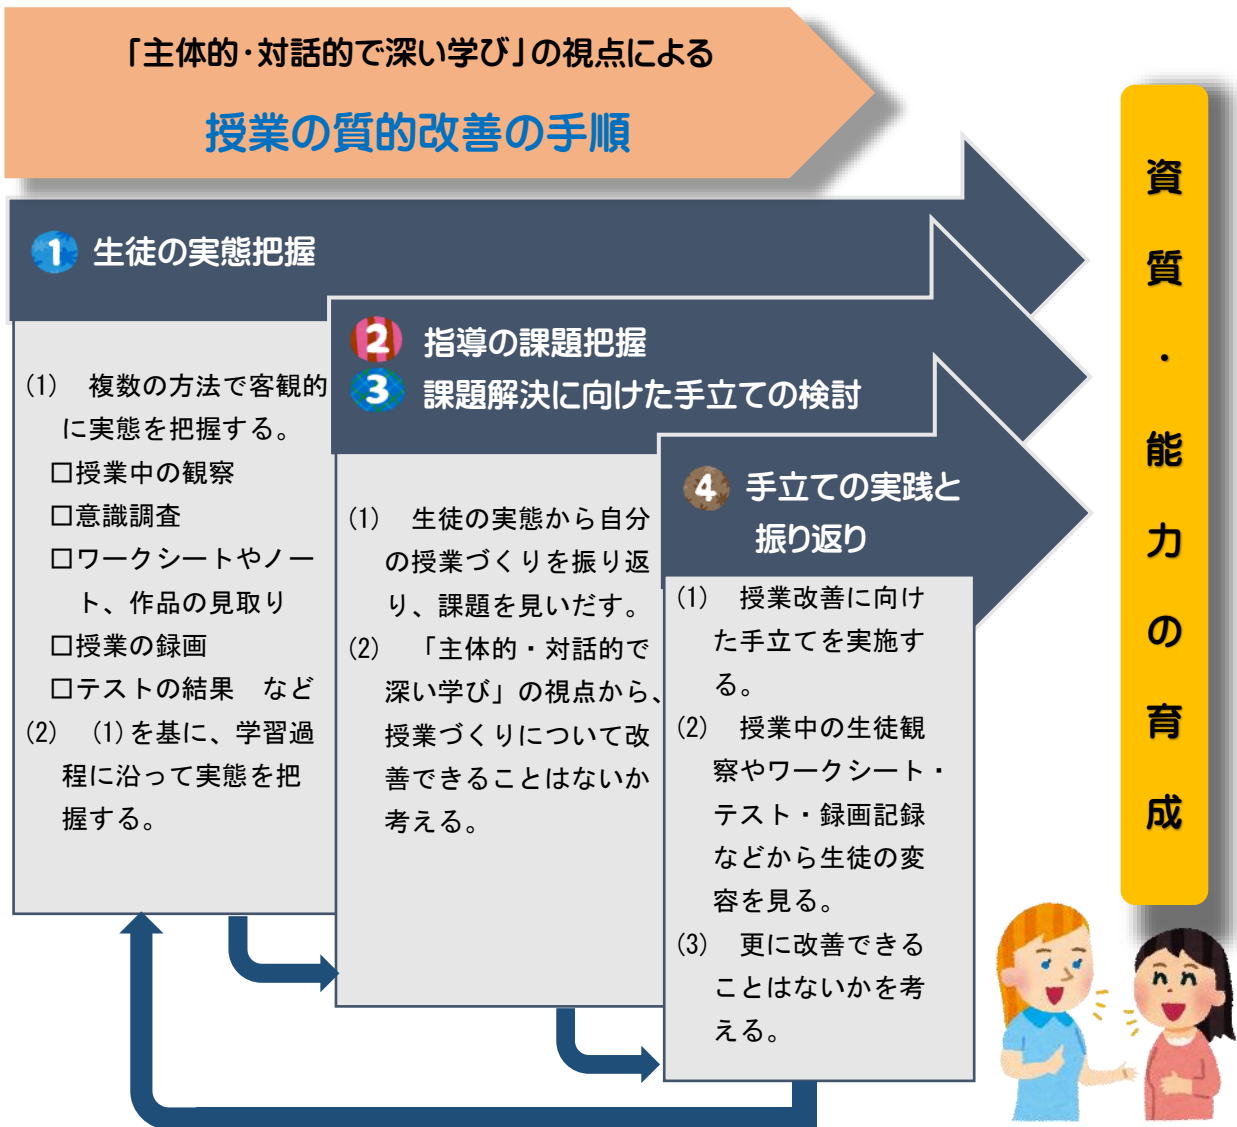 「主体的・対話的で深い学び」の視点による
授業の質的改善の手順
1 生徒の実態把握
(1) 複数の方法で客観的
に実態を把握する。
□授業中の観察
□意識調査
□ワークシートやノー
ト、作品の見取り
□授業の録画
□テストの結果 など
(2) (1)を基に、学習過
程に沿って実態を把
握する。
2 指導の課題把握
3 課題解決に向けた手立ての検討
(1) 生徒の実態から自分
の授業づくりを振り返
り、課題を見いだす。
(2) 「主体的・対話的で
深い学び」の視点から、
授業づくりについて改
善できることはないか
考える。
4 手立ての実践と
振り返り
(1) 授業改善に向け
た手立てを実施す
る。
(2) 授業中の生徒観
察やワークシート・
テスト・録画記録
などから生徒の変
容を見る。
(3) 更に改善できる
ことはないかを考
える。
資質・能力の育成